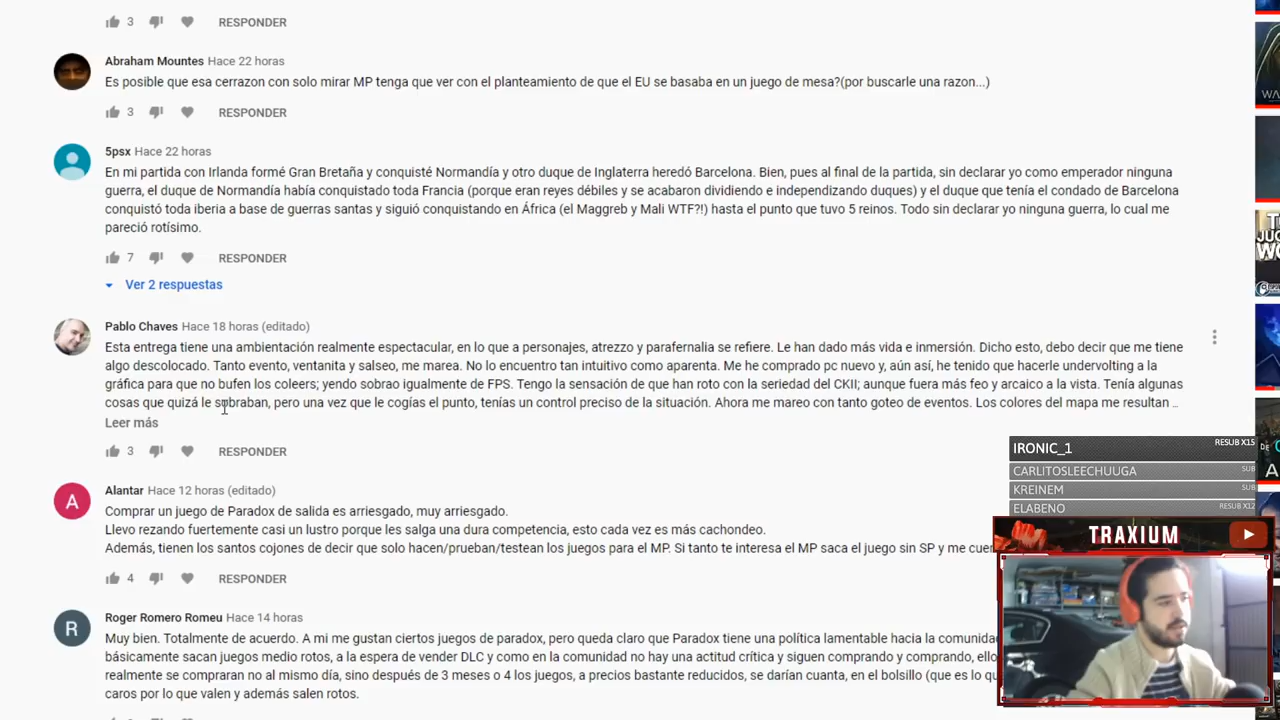 3 RESPONDER
Abraham Mountes Hace 22 horas
Es posible que esa cerrazon con solo mirar MP tenga que ver con el planteamiento de que el EU se basaba en un juego de mesa?(por buscarle una razon...)
3 RESPONDER
5psx Hace 22 horas
En mi partida con Irlanda formé Gran Bretaña y conquisté Normandía y otro duque de Inglaterra heredó Barcelona. Bien, pues al final de la partida, sin declarar yo como emperador ninguna
guerra, el duque de Normandía había conquistado toda Francia (porque eran reyes débiles y se acabaron dividiendo e independizando duques) y el duque que tenía el condado de Barcelona
conquistó toda iberia a base de guerras santas y siguió conquistando en África (el Maggreb y Mali WTF?!) hasta el punto que tuvo 5 reinos. Todo sin declarar yo ninguna guerra, lo cual me
pareció rotísimo.
7 RESPONDER
Ver 2 respuestas
Pablo Chaves Hace 18 horas (editado)
Esta entrega tiene una ambientación realmente espectacular, en lo que a personajes, atrezzo y parafernalia se refiere. Le han dado más vida e inmersión. Dicho esto, debo decir que me tiene
algo descolocado. Tanto evento, ventanita y salseo, me marea. No lo encuentro tan intuitivo como aparenta. Me he comprado pc nuevo y, aún así, he tenido que hacerle undervolting a la
gráfica para que no bufen los coleers; yendo sobrao igualmente de FPS. Tengo la sensación de que han roto con la seriedad del CKII; aunque fuera más feo y arcaico a la vista. Tenía algunas
cosas que quizá le sobraban, pero una vez que le cogías el punto, tenías un control preciso de la situación. Ahora me mareo con tanto goteo de eventos. Los colores del mapa me resultan ...
Leer más
3 RESPONDER
A
Alantar Hace 12 horas (editado)
Comprar un juego de Paradox de salida es arriesgado, muy arriesgado.
Llevo rezando fuertemente casi un lustro porque les salga una dura competencia, esto cada vez es más cachondeo.
Además, tienen los santos cojones de decir que solo hacen/prueban/testean los juegos para el MP. Si tanto te interesa el MP saca el juego sin SP y me cuen
4 RESPONDER
R
Roger Romero Romeu Hace 14 horas
Muy bien. Totalmente de acuerdo. A mi me gustan ciertos juegos de paradox, pero queda claro que Paradox tiene una política lamentable hacia la comunidad
básicamente sacan juegos medio rotos, a la espera de vender DLC y como en la comunidad no hay una actitud crítica y siguen comprando y comprando, ello
realmente se compraran no al mismo día, sino después de 3 meses o 4 los juegos, a precios bastante reducidos, se darían cuanta, en el bolsillo (que es lo qu
caros por lo que valen y además salen rotos.
IRONIC_1 RESUB X15
CARLITOSLEECHUUGA SUB
KREINEM SUB
ELABENO RESUB X12
TRAXIUM